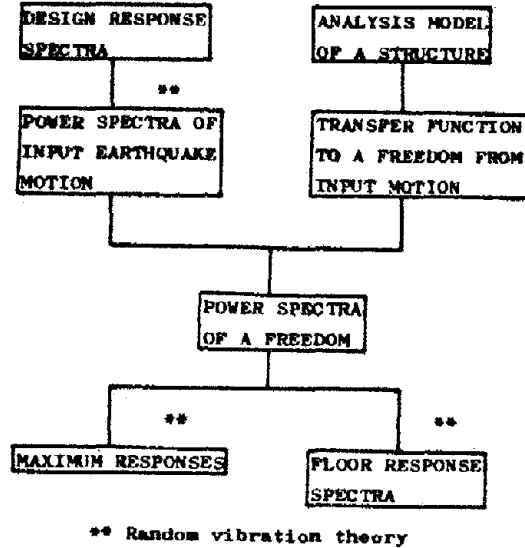 DESIGN RESPONSE
SPECTRA
ANALYSIS MODEL
OF A STRUCTURE
**
POWER SPECTRA OF
INPUT EARTHQUAKE
MOTION
TRANSFER FUNCTION
TO A FREEDOM FROM
INPUT MOTION
POWER SPECTRA
OF A FREEDOM
**
**
MAXIMUM RESPONSES
FLOOR RESPONSE
SPECTRA
** Random vibration theory